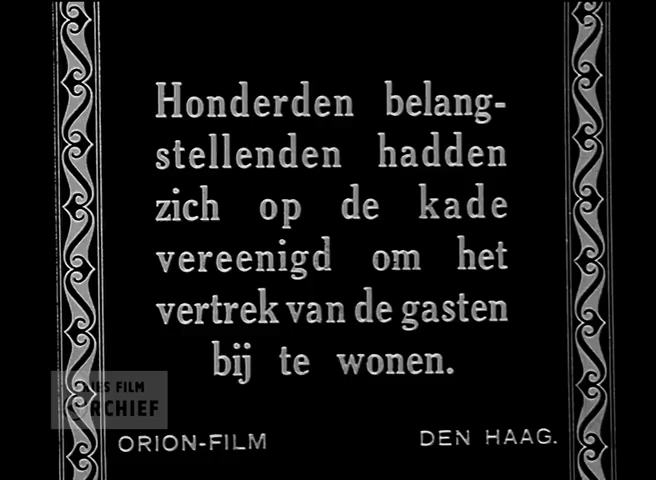 Honderden belang-
stellenden hadden
zich op de kade
vereenigd om het
vertrek van de gasten
bij te wonen.
FILM
ORION-FILM DEN HAAG.